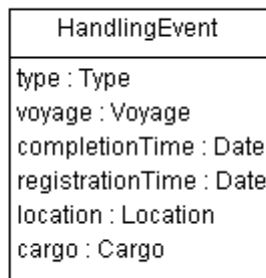 HandlingEvent
type : Type
voyage : Voyage
completionTime : Date
registrationTime : Date
location : Location
cargo : Cargo